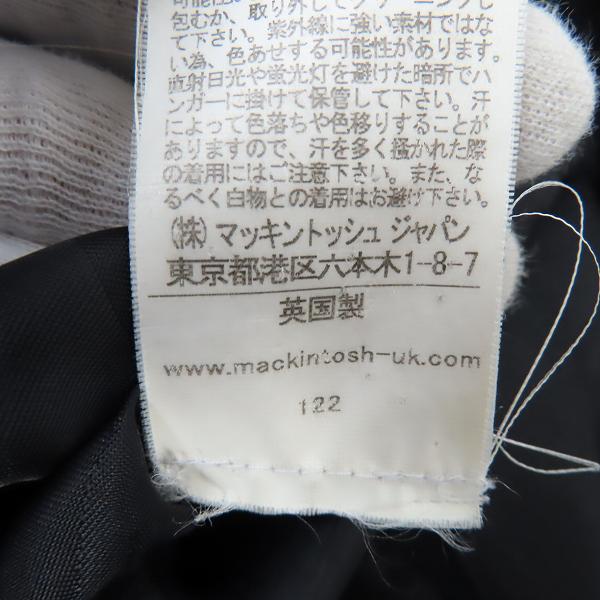 可能性
包むか、取り外してクリーニングし
て下さい。紫外線に強い素材ではな
い為、色あせする可能性があります。
直射日光や蛍光灯を避けた暗所でハ
ンガーに掛けて保管して下さい。汗
によって色落ちや色移りすることが
ありますので、汗を多く掻かれた際
の着用にはご注意下さい。また、な
るべく白物との着用はお避け下さい。
㈱マッキントッシュ ジャパン
東京都港区六本木1-8-7
英国製
www.mackintosh-uk.com
122